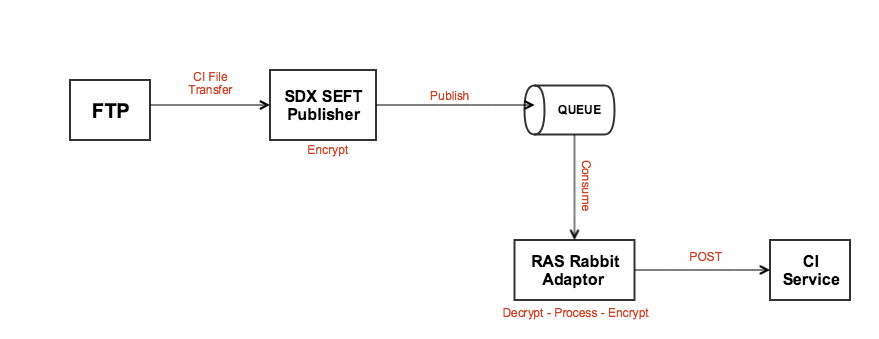 CI File
Transfer
FTP
SDX SEFT
Publisher
Encrypt
Publish
QUEUE
Consume
RAS Rabbit
Adaptor
Decrypt - Process - Encrypt
POST
CI
Service